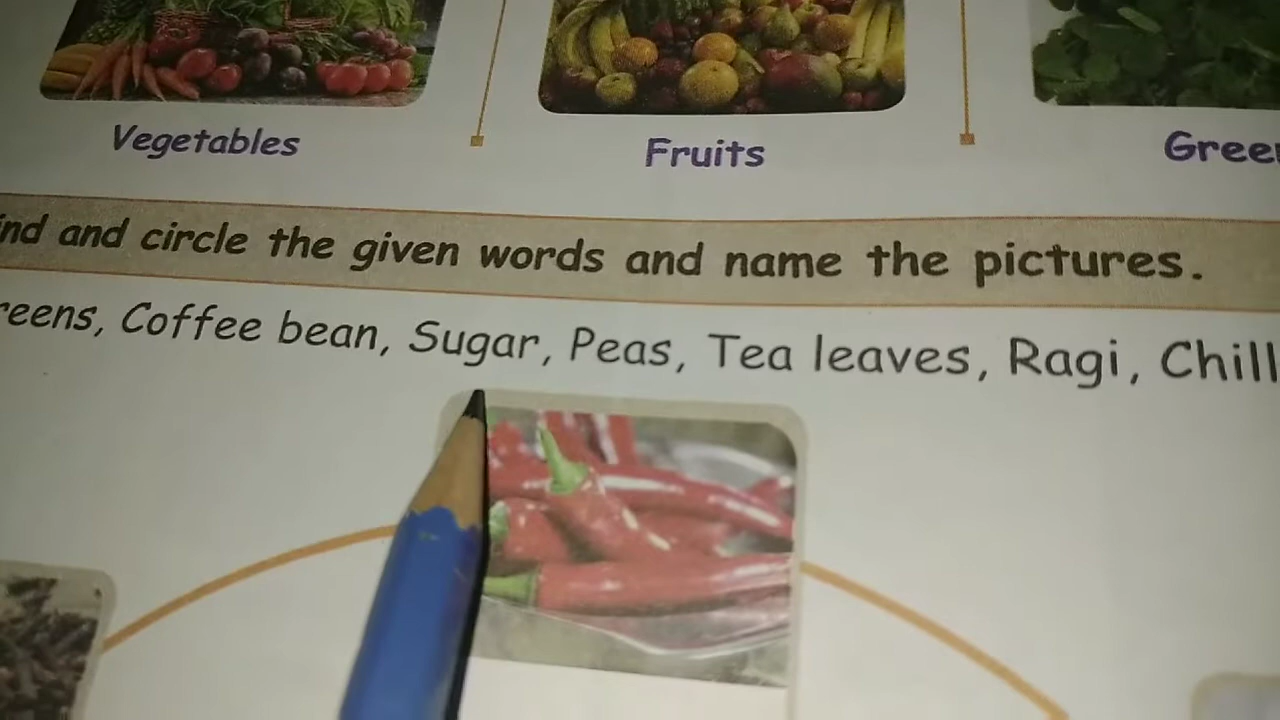 Vegetables
Fruits
Gree
ind and circle the given words and name the pictures.
reens, Coffee bean, Sugar, Peas, Tea leaves, Ragi, Chill